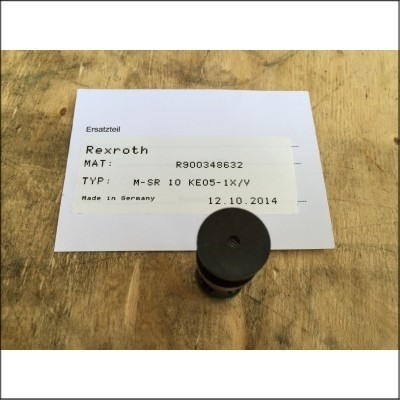 Ersatzteil
Rexroth
MAT: R900348632
TYP: M-SR 10 KE05-1X/V
Made in Germany 12.10.2014